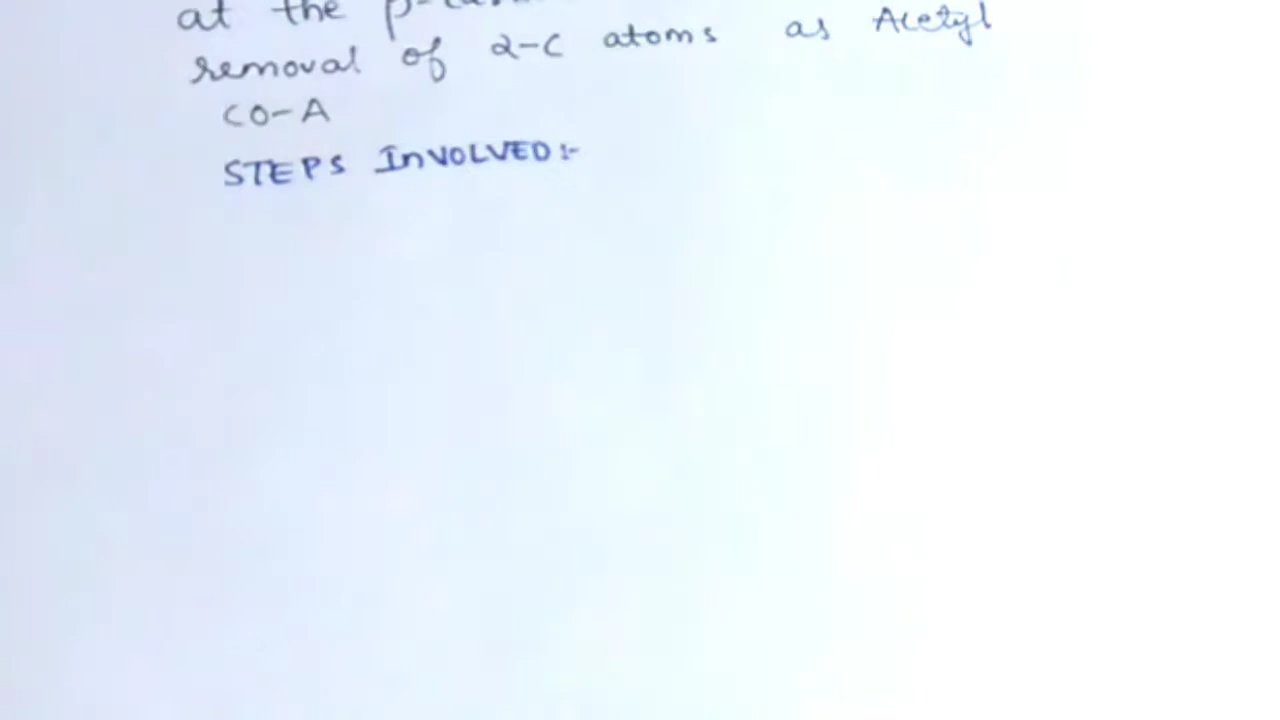 at the
removal of 2-C atoms as Acetyl
CO-A
STEPS INVOLVED:-